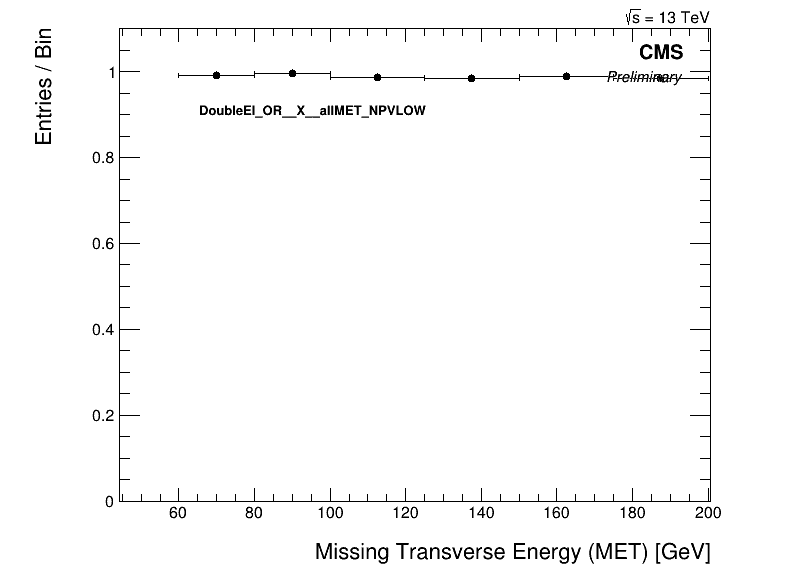 √s = 13 TeV
CMS
Preliminary
DoubleEl_OR__X__allMET_NPVLOW
Entries / Bin
1
0.8
0.6
0.4
0.2
0
60 80 100 120 140 160 180 200
Missing Transverse Energy (MET) [GeV]